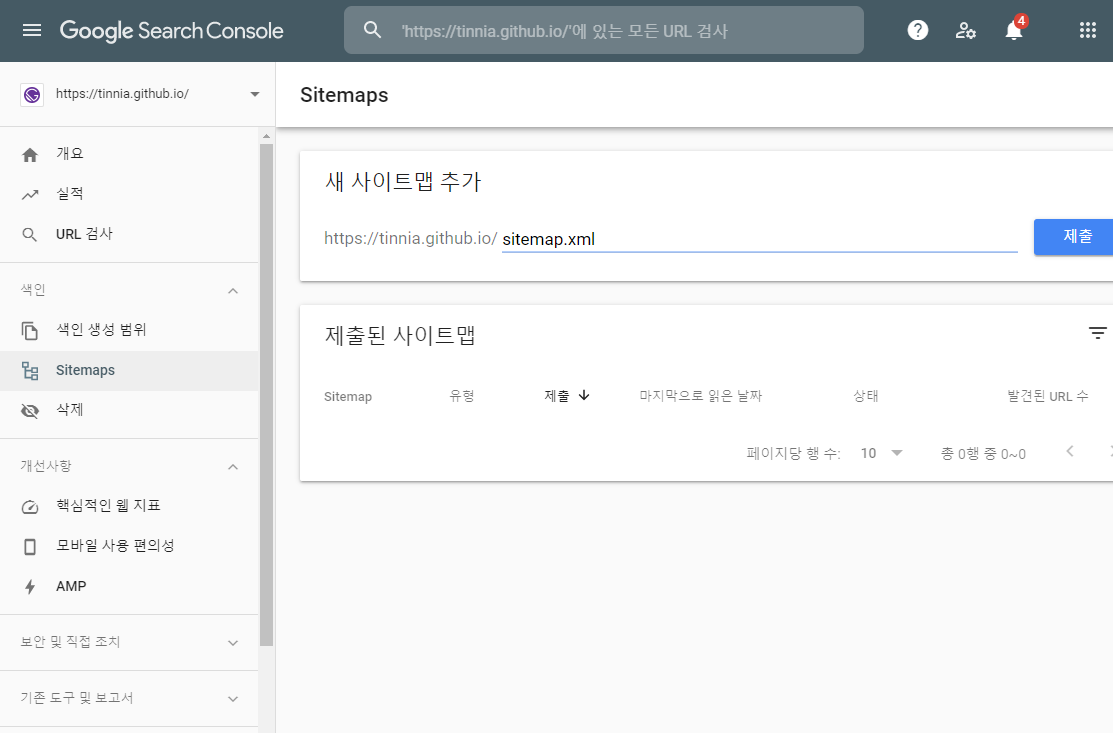 Google Search Console
'https://tinnia.github.io/'에 있는 모든 URL 검사
4
https://tinnia.github.io/
개요
실적
URL 검사
색인
색인 생성 범위
Sitemaps
삭제
개선사항
핵심적인 웹 지표
모바일 사용 편의성
AMP
보안 및 직접 조치
기존 도구 및 보고서
Sitemaps
새 사이트맵 추가
https://tinnia.github.io/ sitemap.xml 제출
제출된 사이트맵
Sitemap 유형 제출 마지막으로 읽은 날짜 상태 발견된 URL 수
페이지당 행 수: 10 총 0행 중 0~0